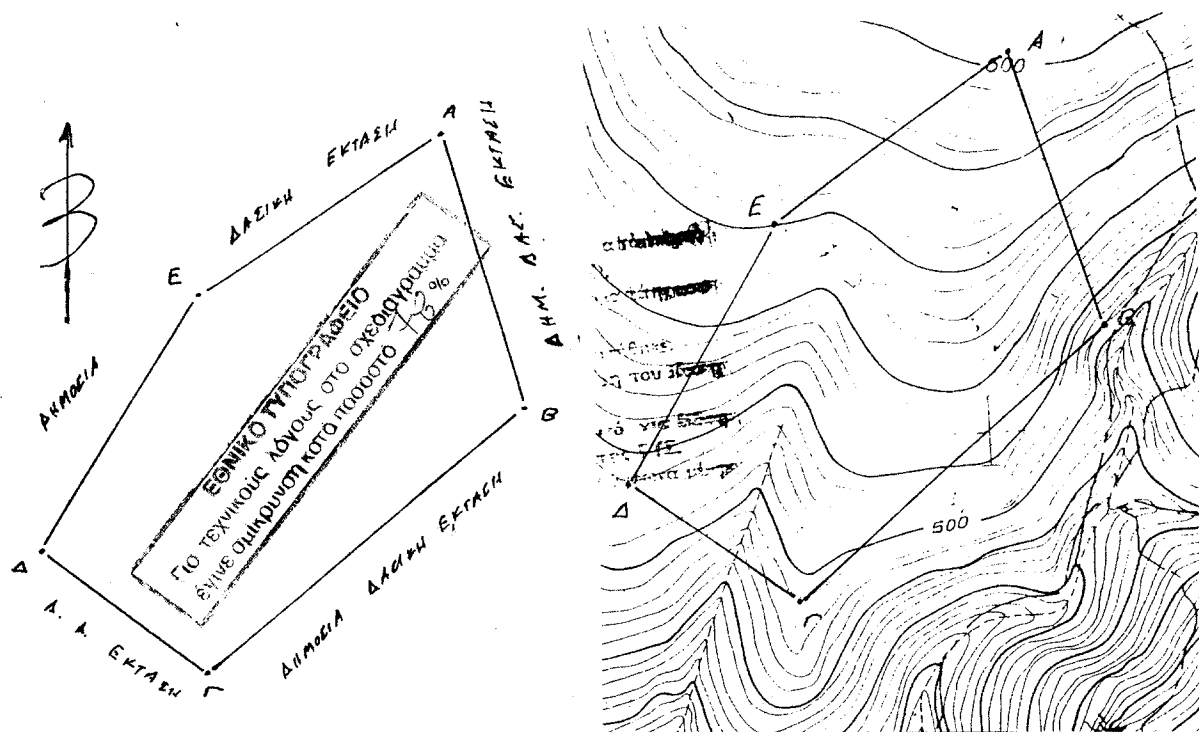 Α
ΔΑΣΙΚΗ ΕΚΤΑΣΗ
ΔΗΜ. ΔΑΣ. ΕΚΤΑΣΗ
Ε
ΔΗΜΟΣΙΑ
Β
ΕΘΝΙΚΟ ΤΥΠΟΓΡΑΦΕΙΟ
Για τεχνικούς λόγους στο σχεδιάγραμμα
έγινε σμίκρυνση κατά ποσοστό %
Δ
Δ. Δ. ΕΚΤΑΣΗ
Γ
ΔΗΜΟΣΙΑ ΔΑΣΙΚΗ ΕΚΤΑΣΗ
Α
600
Ε
Β
Δ
500
Γ